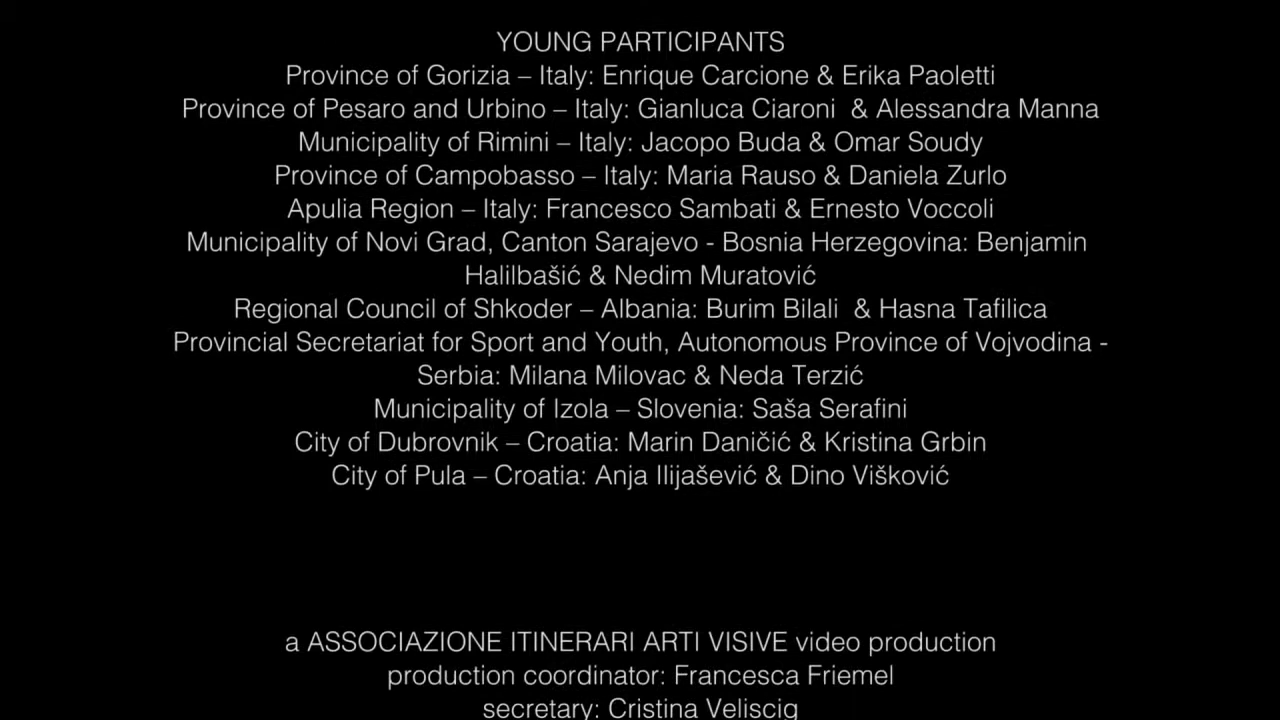 YOUNG PARTICIPANTS
Province of Gorizia – Italy: Enrique Carcione & Erika Paoletti
Province of Pesaro and Urbino – Italy: Gianluca Ciaroni  & Alessandra Manna
Municipality of Rimini – Italy: Jacopo Buda & Omar Soudy
Province of Campobasso – Italy: Maria Rauso & Daniela Zurlo
Apulia Region – Italy: Francesco Sambati & Ernesto Voccoli
Municipality of Novi Grad, Canton Sarajevo - Bosnia Herzegovina: Benjamin
Halilbašić & Nedim Muratović
Regional Council of Shkoder – Albania: Burim Bilali  & Hasna Tafilica
Provincial Secretariat for Sport and Youth, Autonomous Province of Vojvodina -
Serbia: Milana Milovac & Neda Terzić
Municipality of Izola – Slovenia: Saša Serafini
City of Dubrovnik – Croatia: Marin Daničić & Kristina Grbin
City of Pula – Croatia: Anja Ilijašević & Dino Višković
a ASSOCIAZIONE ITINERARI ARTI VISIVE video production
production coordinator: Francesca Friemel
secretary: Cristina Veliscig